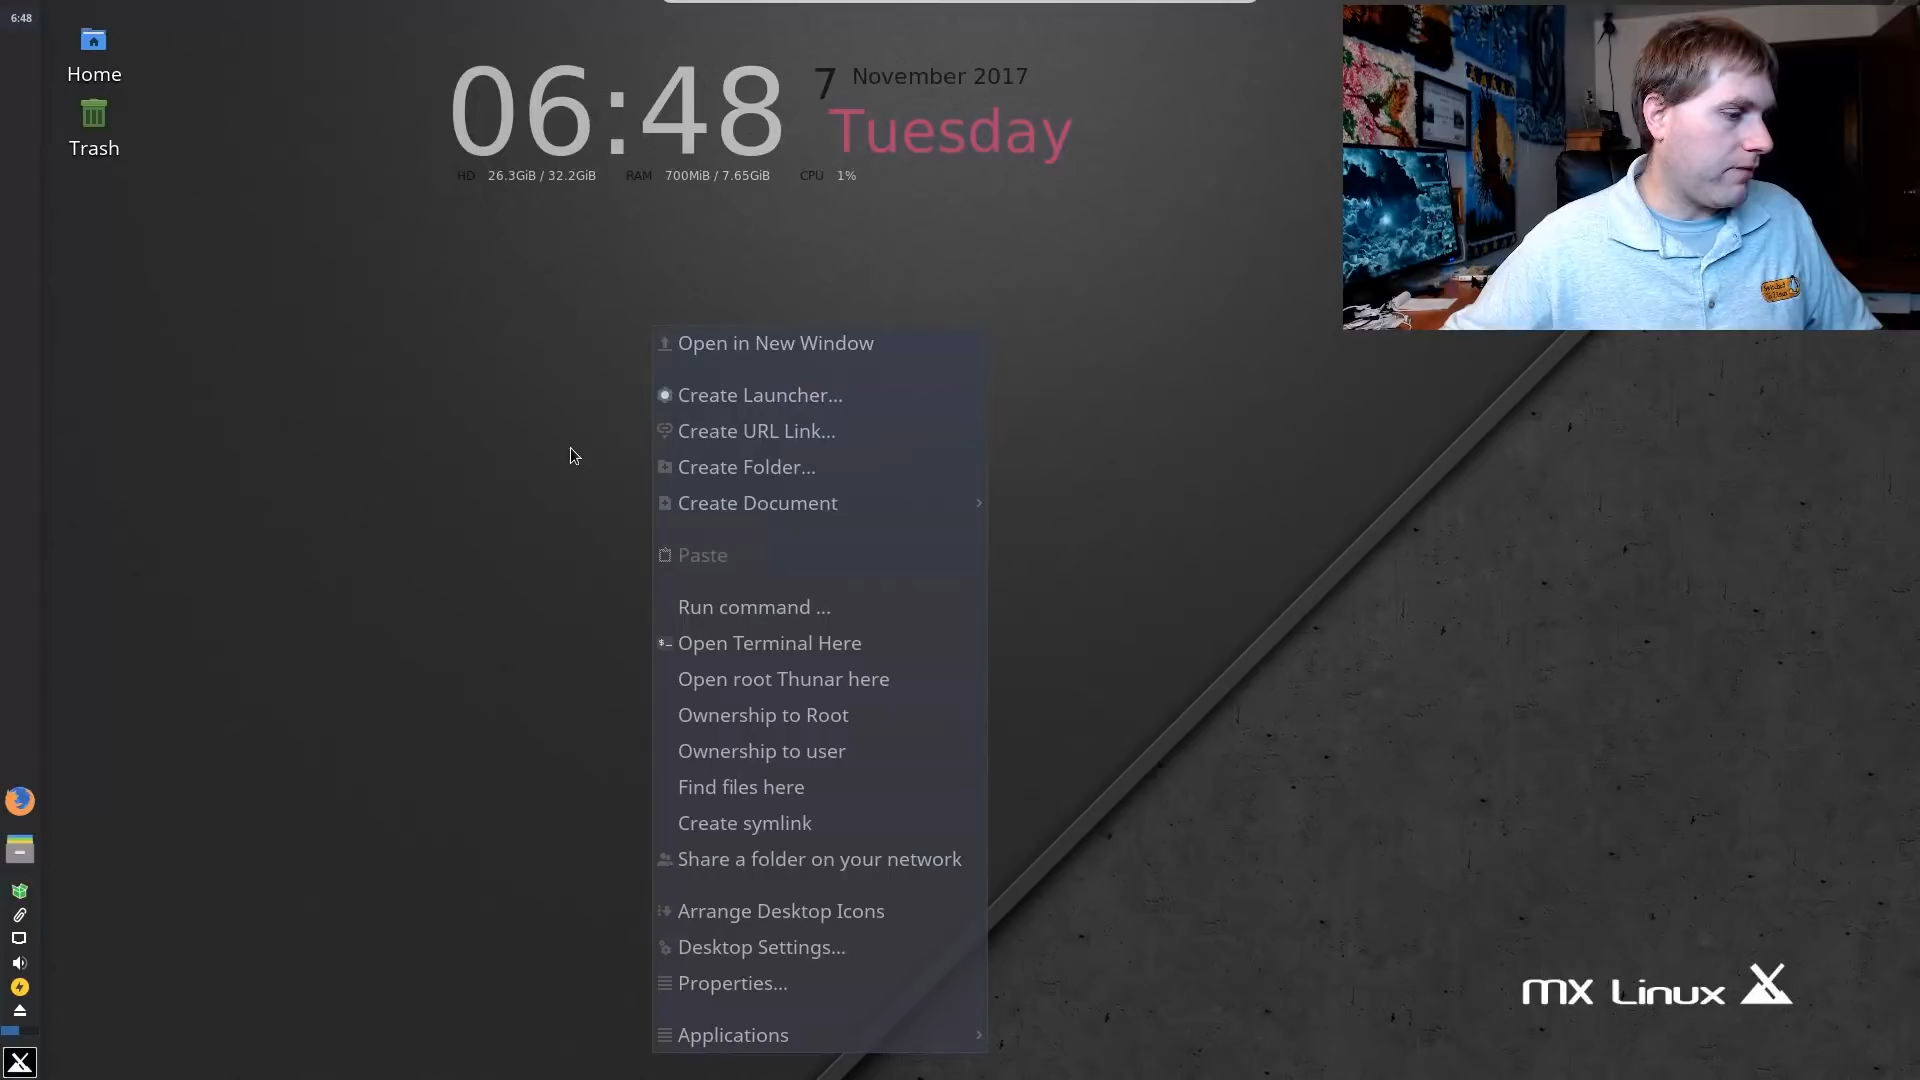 6:48
Home
Trash
06:48
7 November 2017
Tuesday
HD 26.3GiB / 32.2GiB RAM 700MiB / 7.65GiB CPU 1%
Open in New Window
Create Launcher...
Create URL Link...
Create Folder...
Create Document
Paste
Run command ...
Open Terminal Here
Open root Thunar here
Ownership to Root
Ownership to user
Find files here
Create symlink
Share a folder on your network
Arrange Desktop Icons
Desktop Settings...
Properties...
Applications
MX Linux